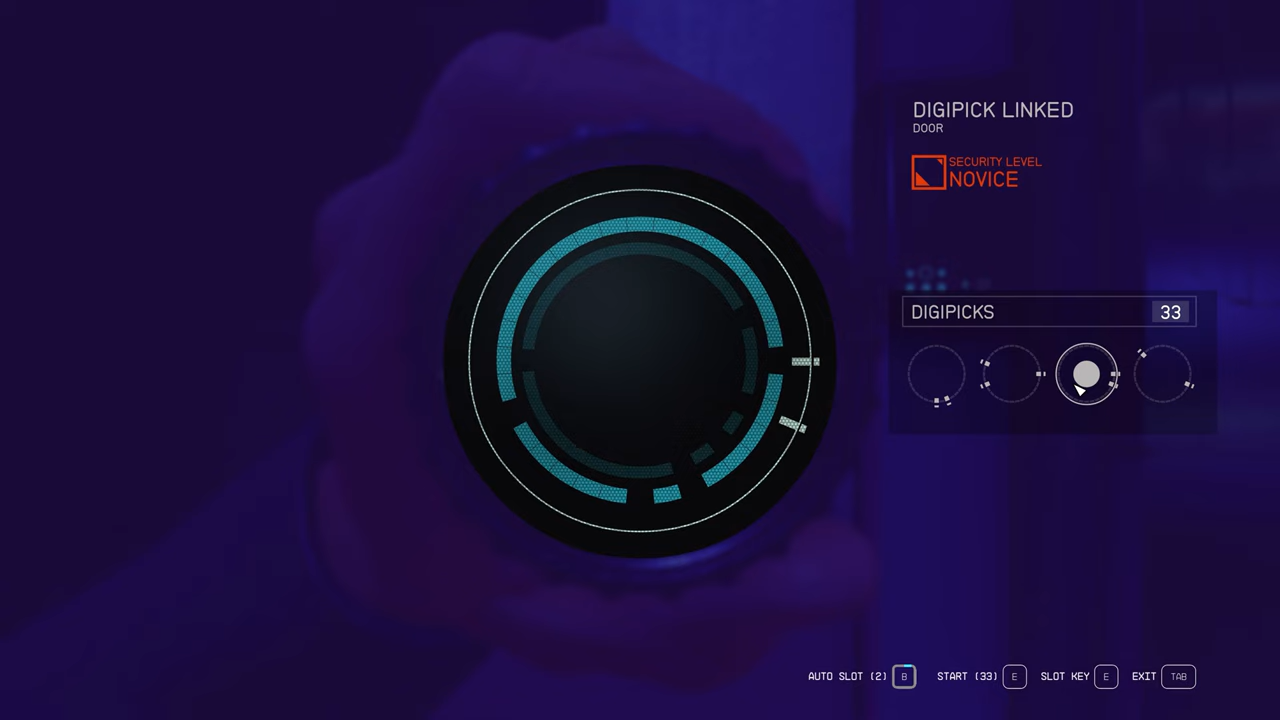 DIGIPICK LINKED
DOOR
SECURITY LEVEL
NOVICE
DIGIPICKS 33
AUTO SLOT (2) B START (33) E SLOT KEY E EXIT TAB